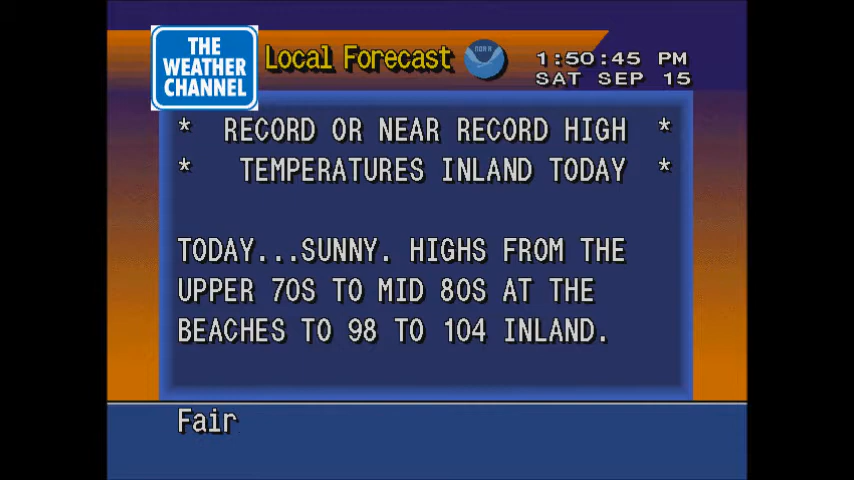 THE
WEATHER
CHANNEL
Local Forecast
NOAA
1:50:45 PM
SAT SEP 15
* RECORD OR NEAR RECORD HIGH *
* TEMPERATURES INLAND TODAY *
TODAY...SUNNY. HIGHS FROM THE
UPPER 70S TO MID 80S AT THE
BEACHES TO 98 TO 104 INLAND.
Fair